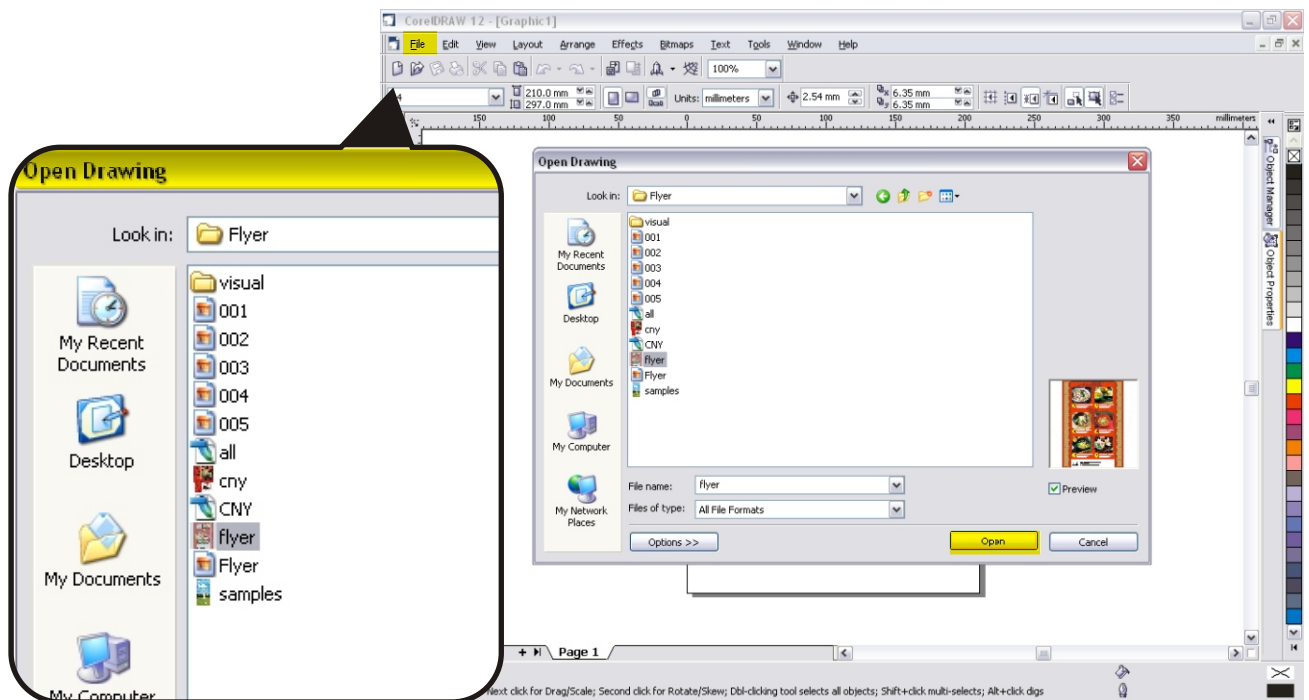 CorelDRAW 12 - [Graphic1]
File Edit View Layout Arrange Effects Bitmaps Text Tools Window Help
100%
210.0 mm
297.0 mm
Units: millimeters
2.54 mm
6.35 mm
6.35 mm
150 100 50 0 50 100 150 200 250 300 350 millimeters
Open Drawing
Look in: Flyer
visual
001
002
003
004
005
all
cny
CNY
flyer
Flyer
samples
My Recent
Documents
Desktop
My Documents
My Computer
Open Drawing
Look in: Flyer
My Recent
Documents
Desktop
My Documents
My Computer
My Network
Places
visual
001
002
003
004
005
all
cny
CNY
flyer
Flyer
samples
File name: flyer
Files of type: All File Formats
Preview
Options >>
Open
Cancel
Object Manager
Object Properties
Page 1
Next click for Drag/Scale; Second click for Rotate/Skew; Dbl-clicking tool selects all objects; Shift+click multi-selects; Alt+click digs